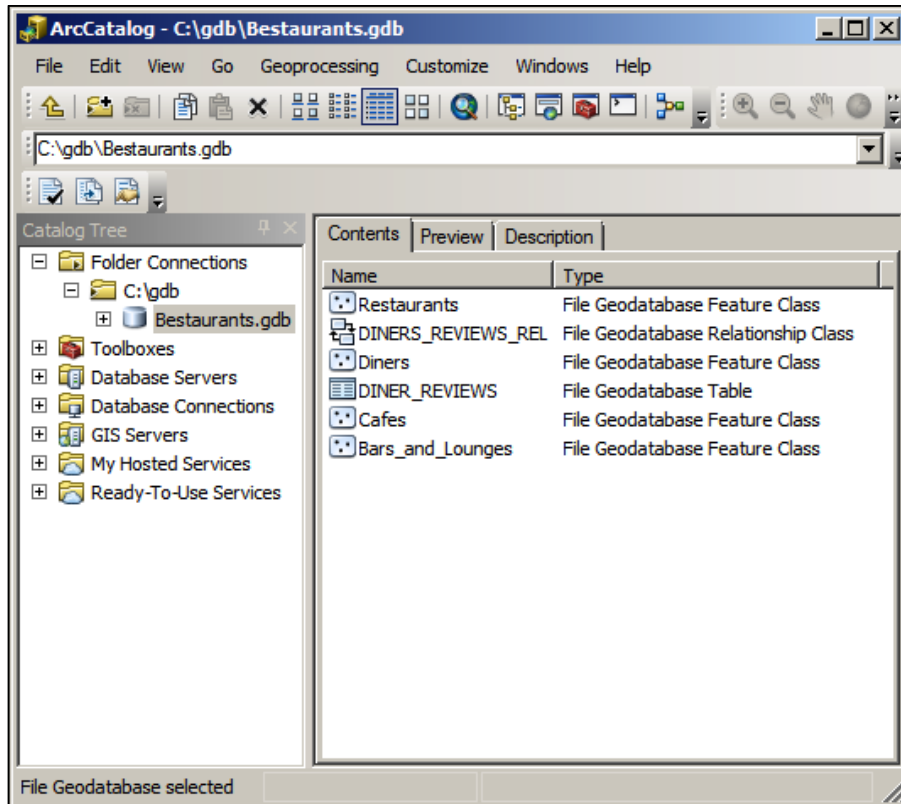 ArcCatalog - C:\gdb\Bestaurants.gdb
File Edit View Go Geoprocessing Customize Windows Help
C:\gdb\Bestaurants.gdb
Catalog Tree
Folder Connections
C:\gdb
Bestaurants.gdb
Toolboxes
Database Servers
Database Connections
GIS Servers
My Hosted Services
Ready-To-Use Services
Contents Preview Description
Name Type
Restaurants File Geodatabase Feature Class
DINERS_REVIEWS_REL File Geodatabase Relationship Class
Diners File Geodatabase Feature Class
DINER_REVIEWS File Geodatabase Table
Cafes File Geodatabase Feature Class
Bars_and_Lounges File Geodatabase Feature Class
File Geodatabase selected